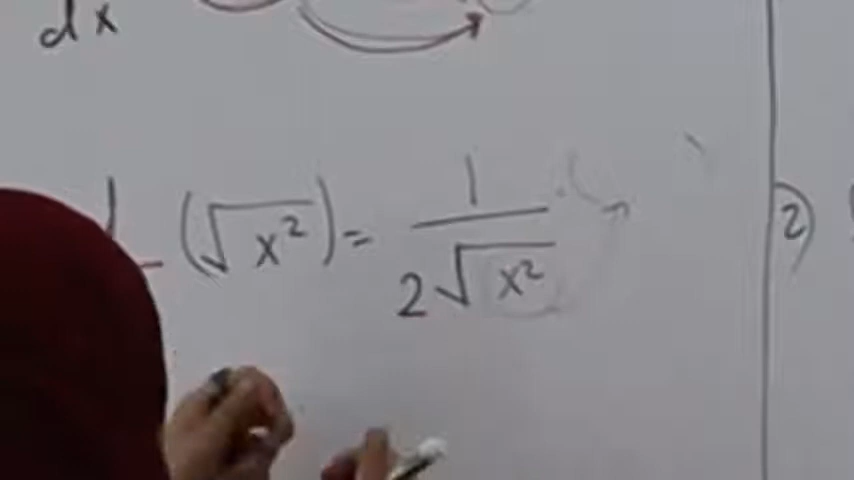 dx
(√x²) = 1/(2√x²)
2)